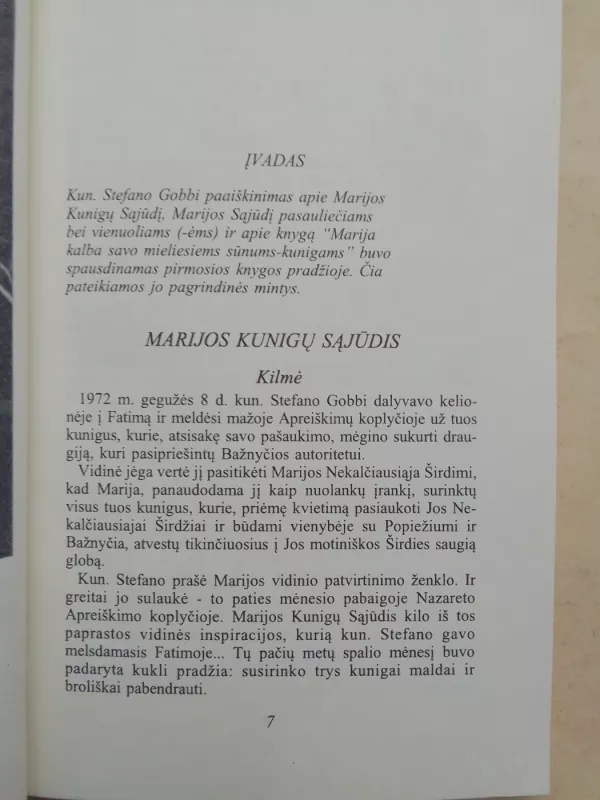 ĮVADAS
Kun. Stefano Gobbi paaiškinimas apie Marijos
Kunigų Sąjūdį, Marijos Sąjūdį pasauliečiams
bei vienuoliams (-ėms) ir apie knygą “Marija
kalba savo mieliesiems sūnums-kunigams” buvo
spausdinamas pirmosios knygos pradžioje. Čia
pateikiamos jo pagrindinės mintys.
MARIJOS KUNIGŲ SĄJŪDIS
Kilmė
1972 m. gegužės 8 d. kun. Stefano Gobbi dalyvavo kelio-
nėje į Fatimą ir meldėsi mažoje Apreiškimų koplyčioje už tuos
kunigus, kurie, atsisakę savo pašaukimo, mėgino sukurti drau-
giją, kuri pasipriešintų Bažnyčios autoritetui.
Vidinė jėga vertė jį pasitikėti Marijos Nekalčiausiąja Širdimi,
kad Marija, panaudodama jį kaip nuolankų įrankį, surinktų
visus tuos kunigus, kurie, priėmę kvietimą pasiaukoti Jos Ne-
kalčiausiajai Širdžiai ir būdami vienybėje su Popiežiumi ir
Bažnyčia, atvestų tikinčiuosius į Jos motiniškos Širdies saugią
globą.
Kun. Stefano prašė Marijos vidinio patvirtinimo ženklo. Ir
greitai jo sulaukė - to paties mėnesio pabaigoje Nazareto
Apreiškimo koplyčioje. Marijos Kunigų Sąjūdis kilo iš tos
paprastos vidinės inspiracijos, kurią kun. Stefano gavo
melsdamasis Fatimoje... Tų pačių metų spalio mėnesį buvo
padaryta kukli pradžia: susirinko trys kunigai maldai ir
broliškai pabendrauti.
7